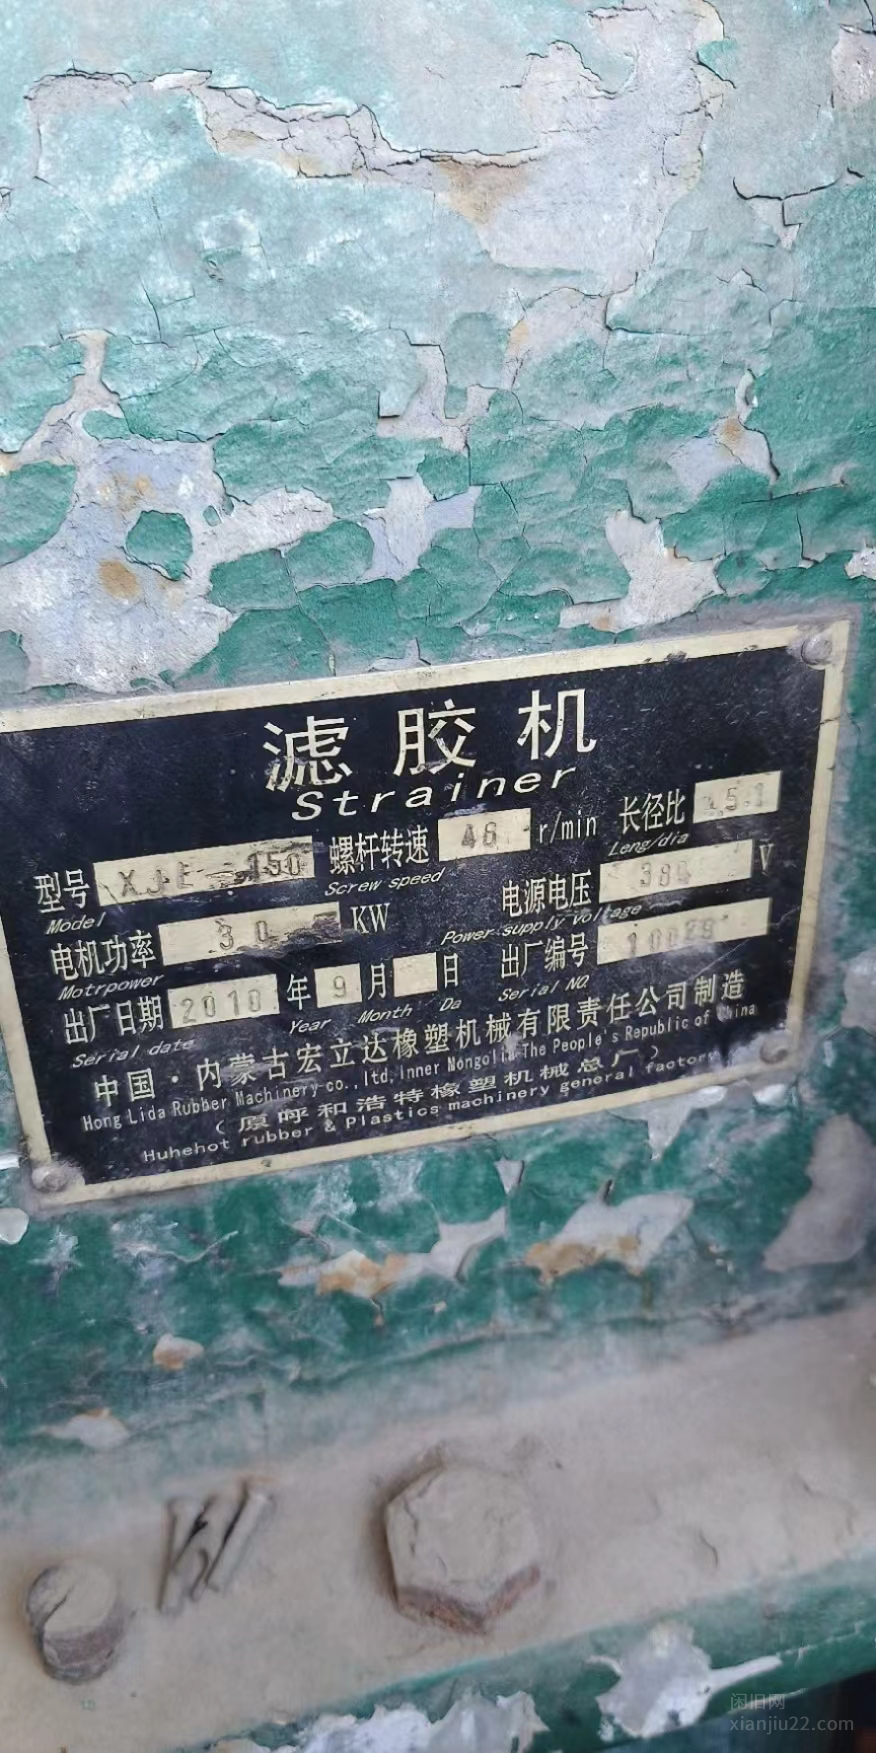 滤胶机
Strainer
型号 150 螺杆转速 46 r/min 长径比 5:1
Model Screw speed Leng/dia
电机功率 30 KW 电源电压 380 V
Motrpower Power supply voltage
出厂日期 2010 年 9 月 日 出厂编号
Serial date Year Month Da Serial NO
中国·内蒙古宏立达橡塑机械有限责任公司制造
Hong Lida Rubber Machinery co.,ltd,Inner Mongolia The People's Republic of China
(原呼和浩特橡塑机械总厂)
Huhehot rubber & Plastics machinery general factory
闲旧网
xianjiu22.com